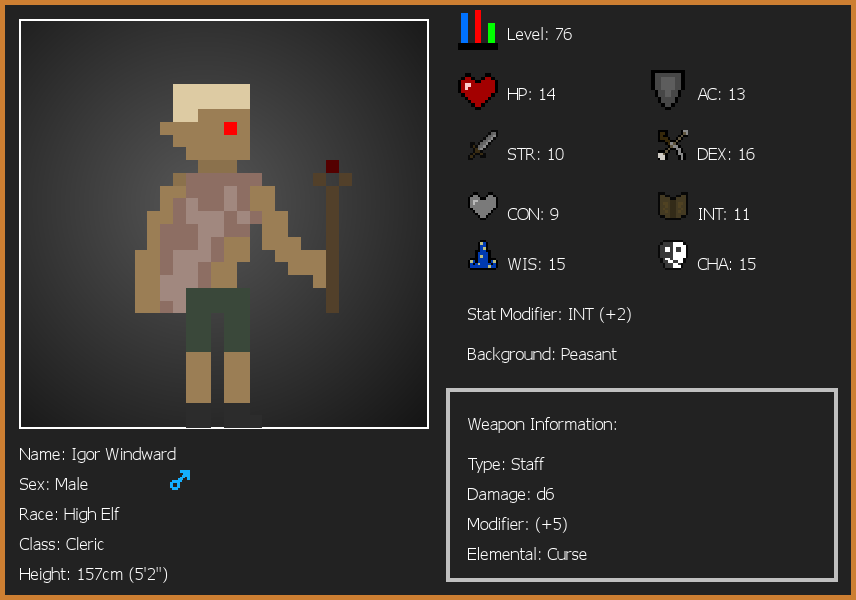 Level: 76
HP: 14
AC: 13
STR: 10
DEX: 16
CON: 9
INT: 11
WIS: 15
CHA: 15
Stat Modifier: INT (+2)
Background: Peasant
Weapon Information:
Type: Staff
Damage: d6
Modifier: (+5)
Elemental: Curse
Name: Igor Windward
Sex: Male
Race: High Elf
Class: Cleric
Height: 157cm (5'2")